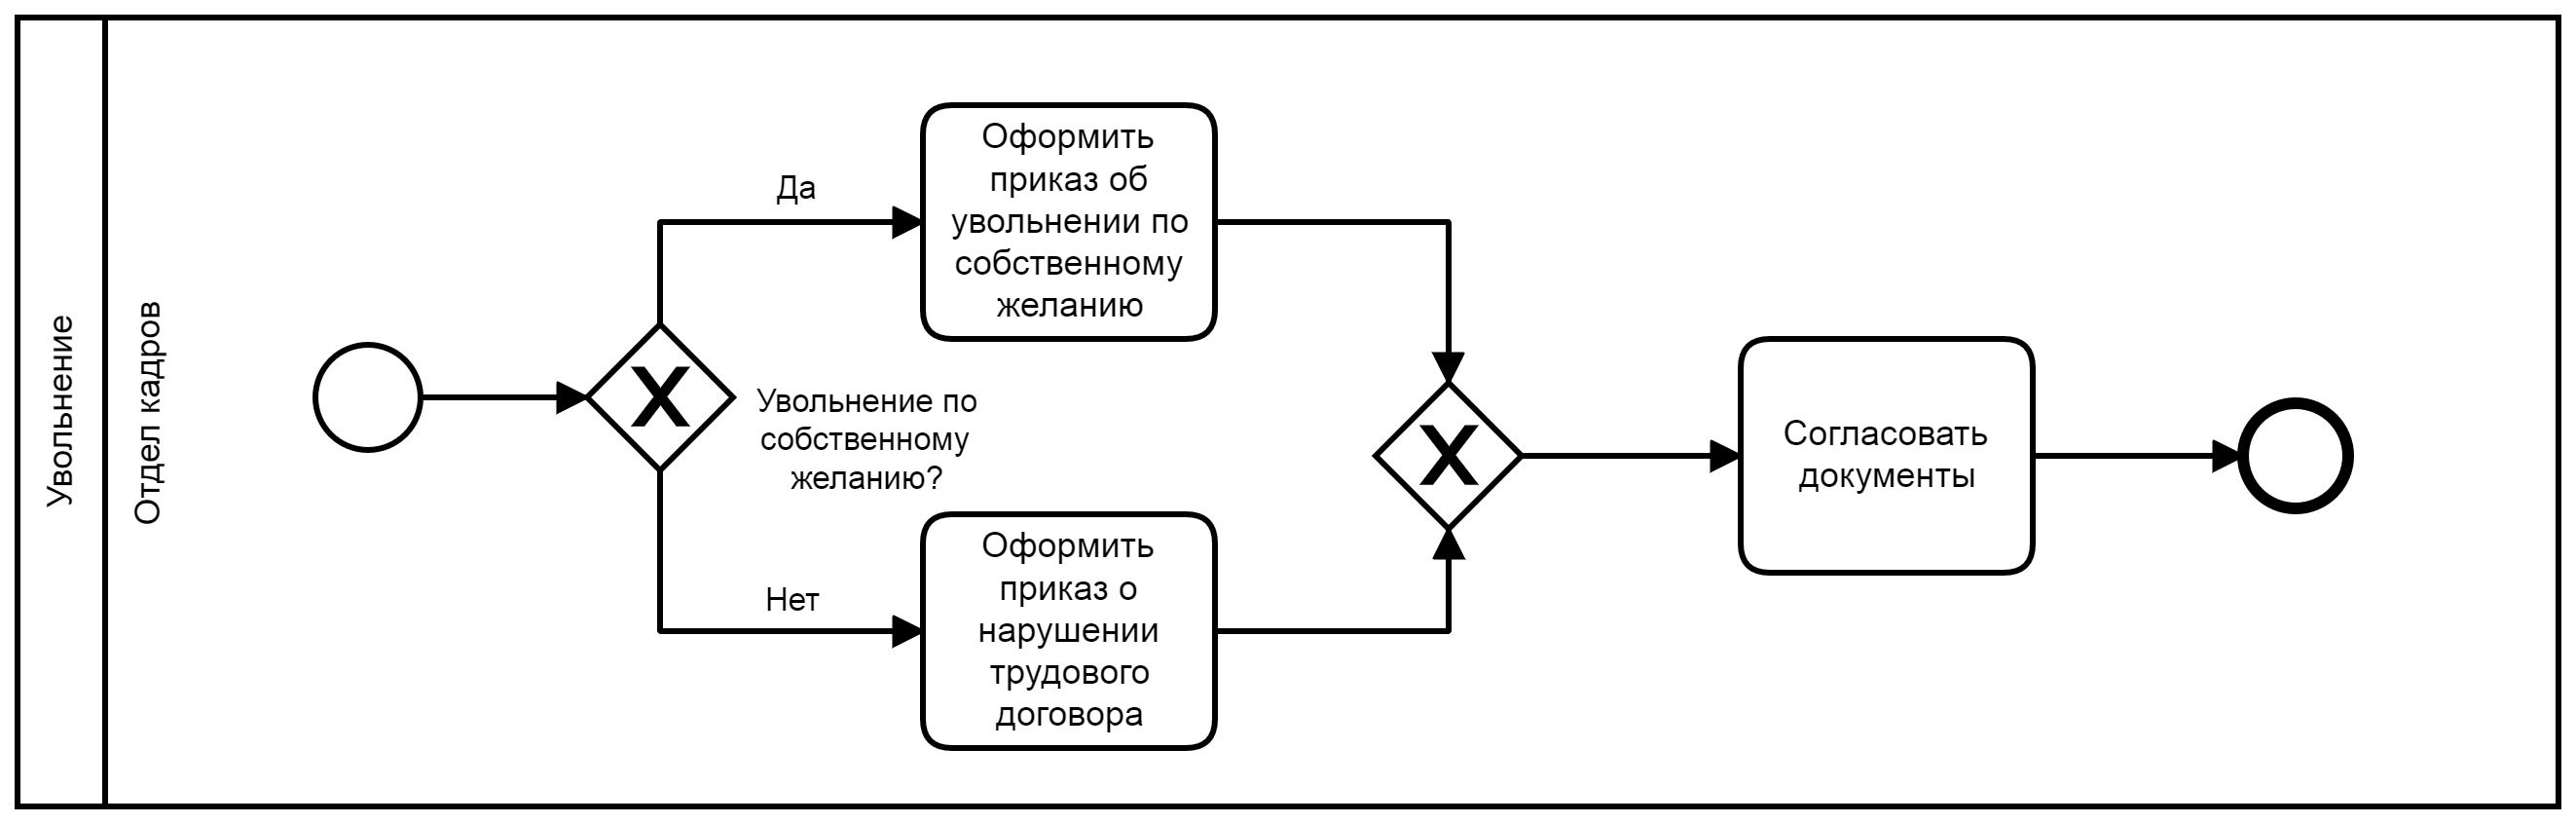 Увольнение
Отдел кадров
Да
Оформить
приказ об
увольнении по
собственному
желанию
Увольнение по
собственному
желанию?
Нет
Оформить
приказ о
нарушении
трудового
договора
Согласовать
документы